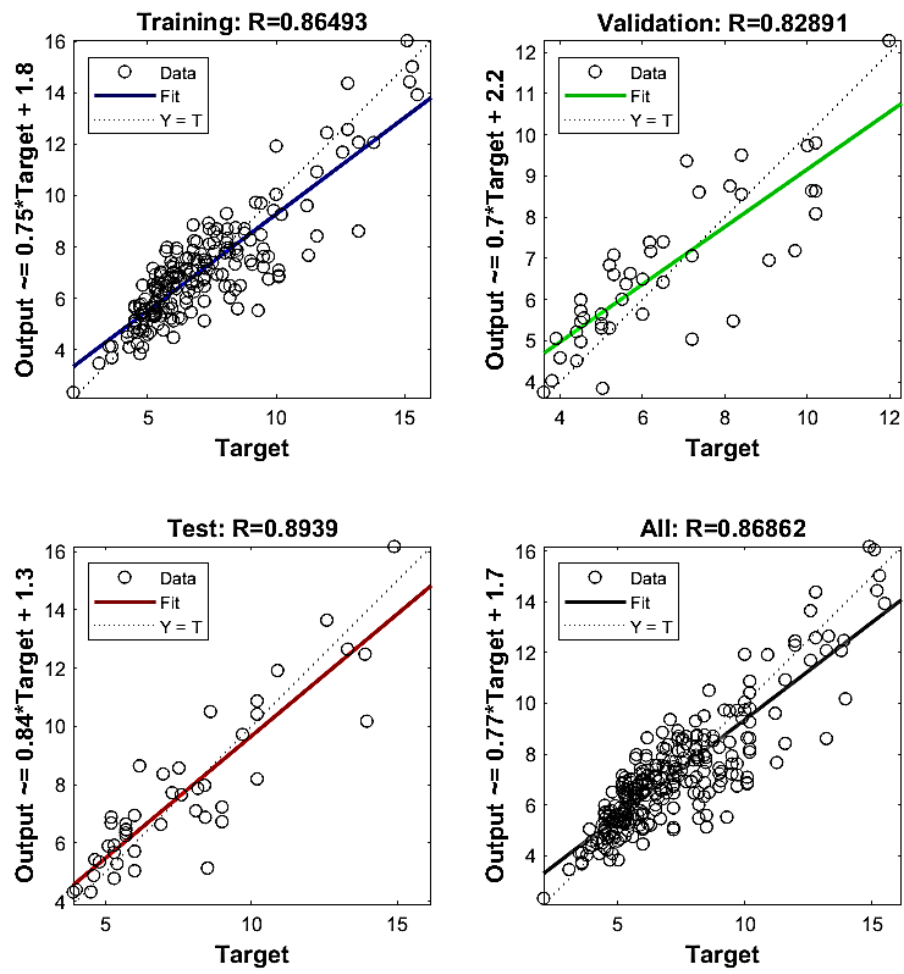 Training: R=0.86493
Output ~= 0.75*Target + 1.8
16
14
12
10
8
6
4
Data
Fit
Y = T
5
10
15
Target
Validation: R=0.82891
Output ~= 0.7*Target + 2.2
12
11
10
9
8
7
6
5
4
Data
Fit
Y = T
4
6
8
10
12
Target
Test: R=0.8939
Output ~= 0.84*Target + 1.3
16
14
12
10
8
6
4
Data
Fit
Y = T
5
10
15
Target
All: R=0.86862
Output ~= 0.77*Target + 1.7
16
14
12
10
8
6
4
Data
Fit
Y = T
5
10
15
Target